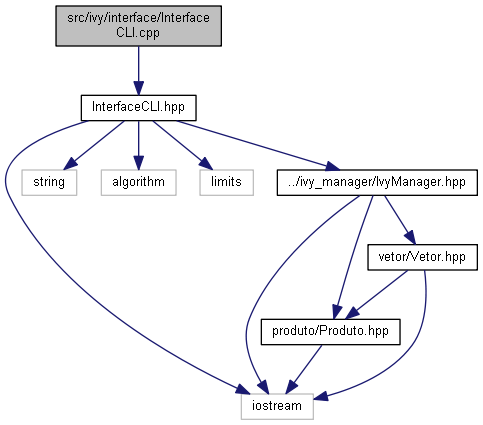 src/ivy/interface/Interface
CLI.cpp
InterfaceCLI.hpp
string
algorithm
limits
../ivy_manager/IvyManager.hpp
vetor/Vetor.hpp
produto/Produto.hpp
iostream